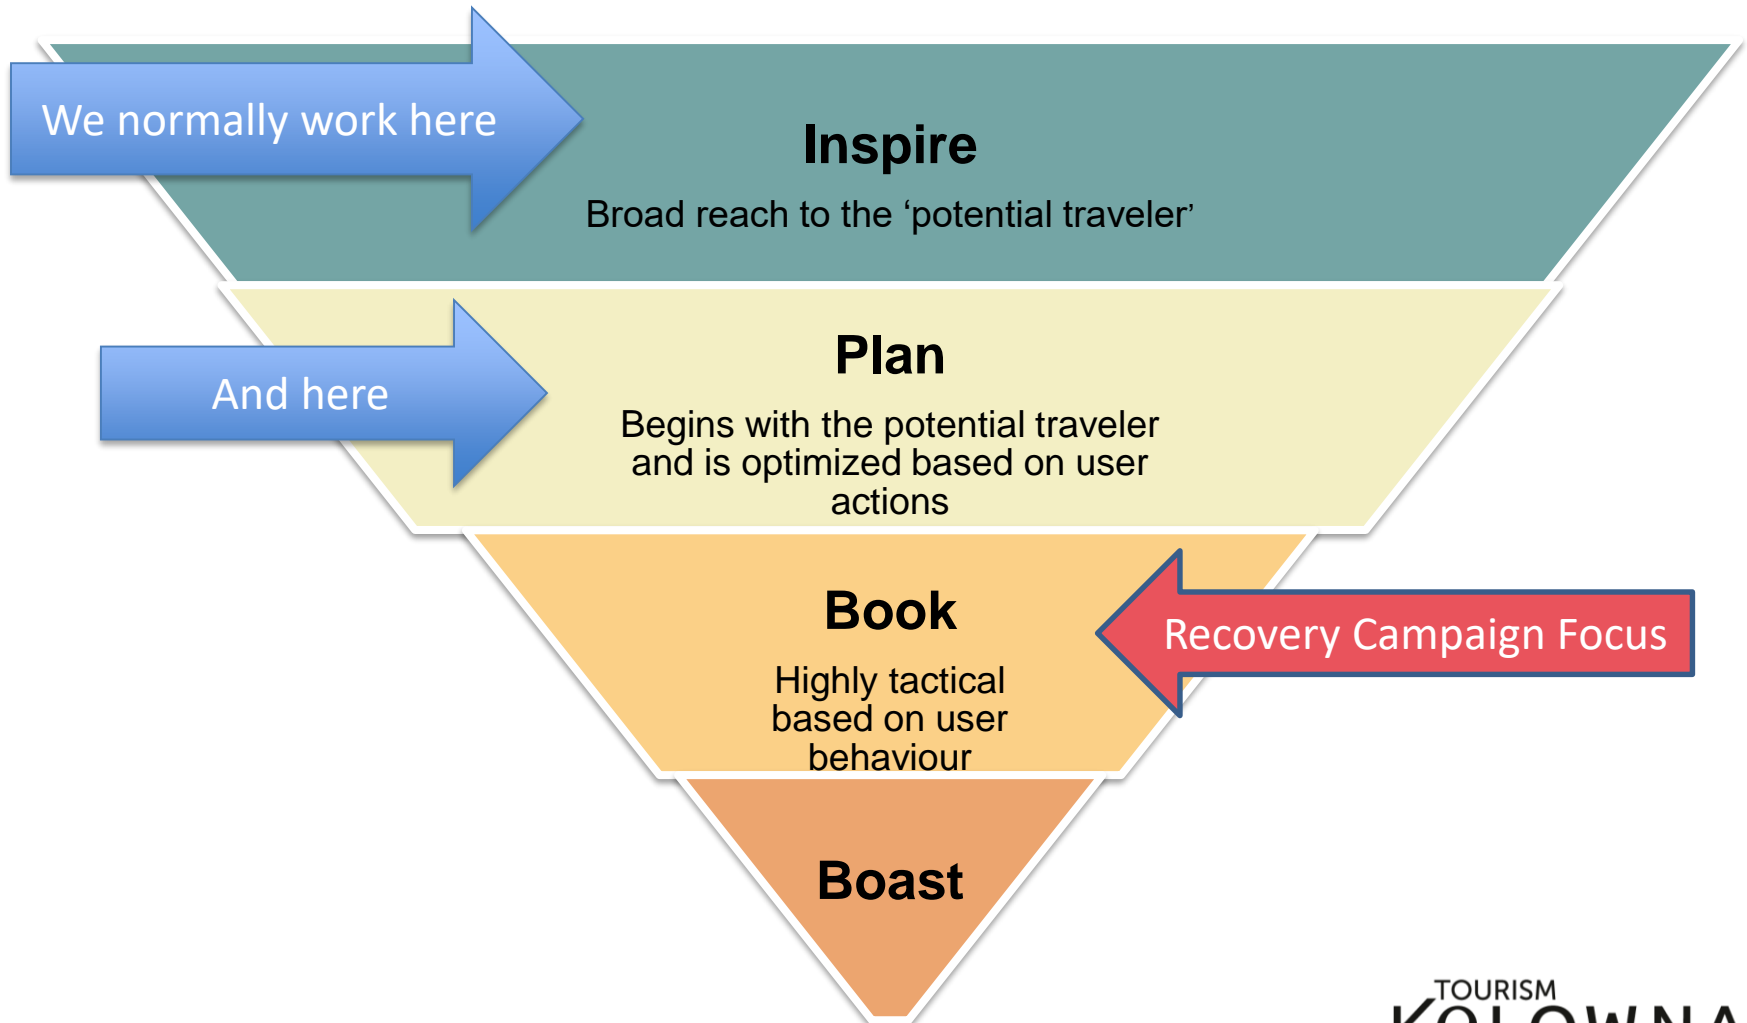 We normally work here
Inspire
Broad reach to the ‘potential traveler’
And here
Plan
Begins with the potential traveler
and is optimized based on user
actions
Book
Highly tactical
based on user
behaviour
Recovery Campaign Focus
Boast
TOURISM
KELOWNA